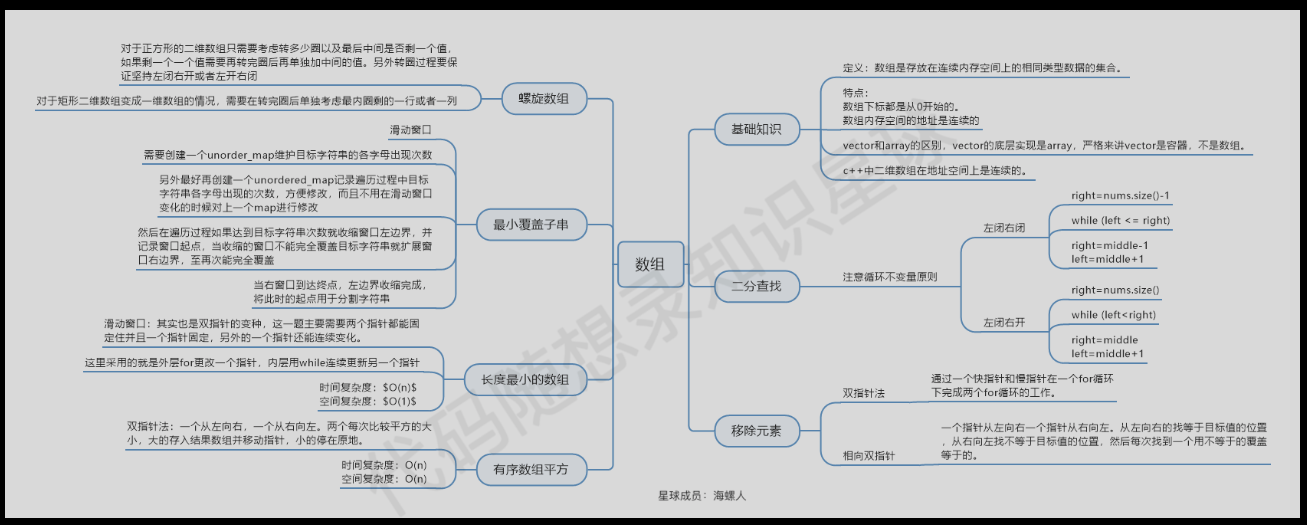 数组
基础知识
定义：数组是存放在连续内存空间上的相同类型数据的集合。
特点：
数组下标都是从0开始的。
数组内存空间的地址是连续的
vector和array的区别，vector的底层实现是array，严格来讲vector是容器，不是数组。
c++中二维数组在地址空间上是连续的。
二分查找
注意循环不变量原则
左闭右闭
right=nums.size()-1
while (left <= right)
right=middle-1
left=middle+1
左闭右开
right=nums.size()
while (left<right)
right=middle
left=middle+1
移除元素
双指针法
通过一个快指针和慢指针在一个for循环
下完成两个for循环的工作。
相向双指针
一个指针从左向右一个指针从右向左。从左向右的找等于目标值的位置
，从右向左找不等于目标值的位置，然后每次找到一个用不等于的覆盖
等于的。
螺旋数组
对于正方形的二维数组只需要考虑转多少圈以及最后中间是否剩一个值，
如果剩一个一个值需要再转完圈后再单独加中间的值。另外转圈过程要保
证坚持左闭右开或者左开右闭
对于矩形二维数组变成一维数组的情况，需要在转完圈后单独考虑最内圈剩的一行或者一列
最小覆盖子串
滑动窗口
需要创建一个unorder_map维护目标字符串的各字母出现次数
另外最好再创建一个unordered_map记录遍历过程中目标
字符串各字母出现的次数，方便修改，而且不用在滑动窗口
变化的时候对上一个map进行修改
然后在遍历过程如果达到目标字符串次数就收缩窗口左边界，并
记录窗口起点，当收缩的窗口不能完全覆盖目标字符串就扩展窗
口右边界，至再次能完全覆盖
当右窗口到达终点，左边界收缩完成，
将此时的起点用于分割字符串
长度最小的数组
滑动窗口：其实也是双指针的变种，这一题主要需要两个指针都能固
定住并且一个指针固定，另外的一个指针还能连续变化。
这里采用的就是外层for更改一个指针，内层用while连续更新另一个指针
时间复杂度：$O(n)$
空间复杂度：$O(1)$
有序数组平方
双指针法：一个从左向右，一个从右向左。两个每次比较平方的大
小，大的存入结果数组并移动指针，小的停在原地。
时间复杂度：O(n)
空间复杂度：O(n)
星球成员：海螺人
代码随想录知识星球